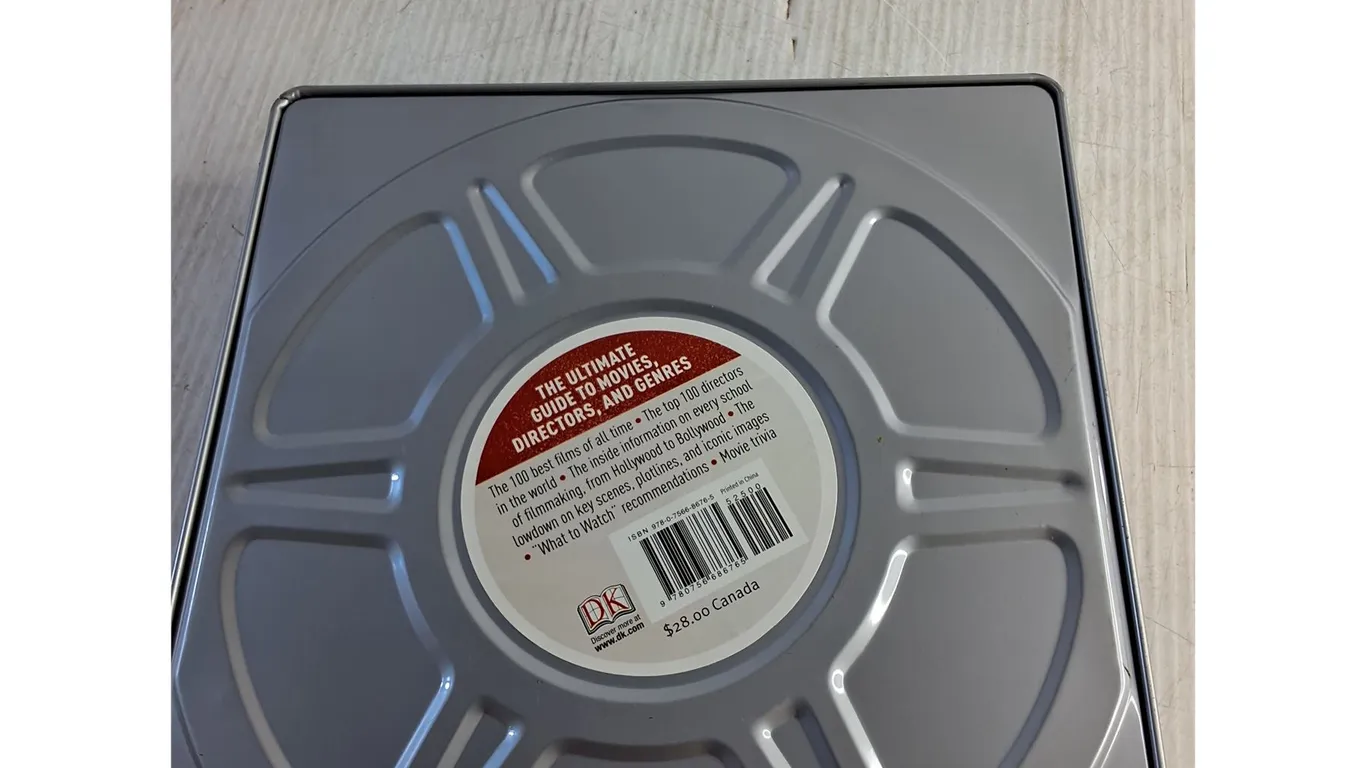 THE ULTIMATE
GUIDE TO MOVIES,
DIRECTORS, AND GENRES
The 100 best films of all time • The top 100 directors
in the world • The inside information on every school
of filmmaking, from Hollywood to Bollywood • The
lowdown on key scenes, plotlines, and iconic images
• "What to Watch" recommendations • Movie trivia
ISBN 978-0-7566-8676-5 Printed in China
52500
9 780756 686765
DK
Discover more at
www.dk.com
$28.00 Canada